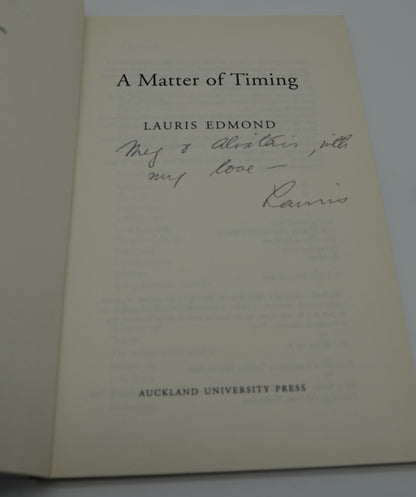 A Matter of Timing
LAURIS EDMOND
Meg & Alistair, with
my love —
Lauris
AUCKLAND UNIVERSITY PRESS